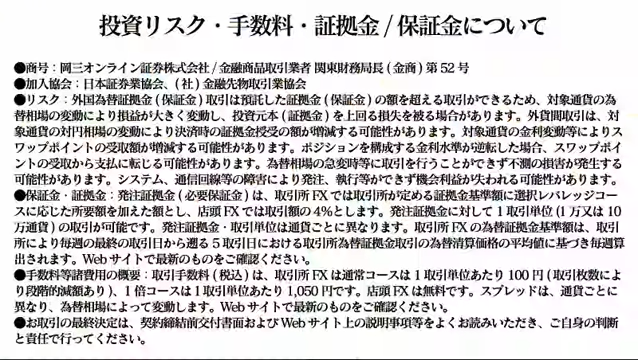 投資リスク・手数料・証拠金/保証金について
●商号：岡三オンライン証券株式会社/金融商品取引業者 関東財務局長(金商)第52号
●加入協会：日本証券業協会、(社)金融先物取引業協会
●リスク：外国為替証拠金(保証金)取引は預託した証拠金(保証金)の額を超える取引ができるため、対象通貨の為
替相場の変動により損益が大きく変動し、投資元本(証拠金)を上回る損失を被る場合があります。外貨間取引は、対
象通貨の対円相場の変動により決済時の証拠金授受の額が増減する可能性があります。対象通貨の金利変動等によりス
ワップポイントの受取額が増減する可能性があります。ポジションを構成する金利水準が逆転した場合、スワップポイ
ントの受取から支払に転じる可能性があります。為替相場の急変時等に取引を行うことができず不測の損害が発生する
可能性があります。システム、通信回線等の障害により発注、執行等ができず機会利益が失われる可能性があります。
●保証金・証拠金：発注証拠金(必要保証金)は、取引所FXでは取引所が定める証拠金基準額に選択レバレッジコー
スに応じた所要額を加えた額とし、店頭FXでは取引額の4%とします。発注証拠金に対して1取引単位(1万又は10
万通貨)の取引が可能です。発注証拠金・取引単位は通貨ごとに異なります。取引所FXの為替証拠金基準額は、取引
所により毎週の最終の取引日から遡る5取引日における取引所為替証拠金取引の為替清算価格の平均値に基づき毎週算
出されます。Webサイトで最新のものをご確認ください。
●手数料等諸費用の概要：取引手数料(税込)は、取引所FXは通常コースは1取引単位あたり100円(取引枚数によ
り段階的減額あり)、1倍コースは1取引単位あたり1,050円です。店頭FXは無料です。スプレッドは、通貨ごとに
異なり、為替相場によって変動します。Webサイトで最新のものをご確認ください。
●お取引の最終決定は、契約締結前交付書面およびWebサイト上の説明事項等をよくお読みいただき、ご自身の判断
と責任で行ってください。